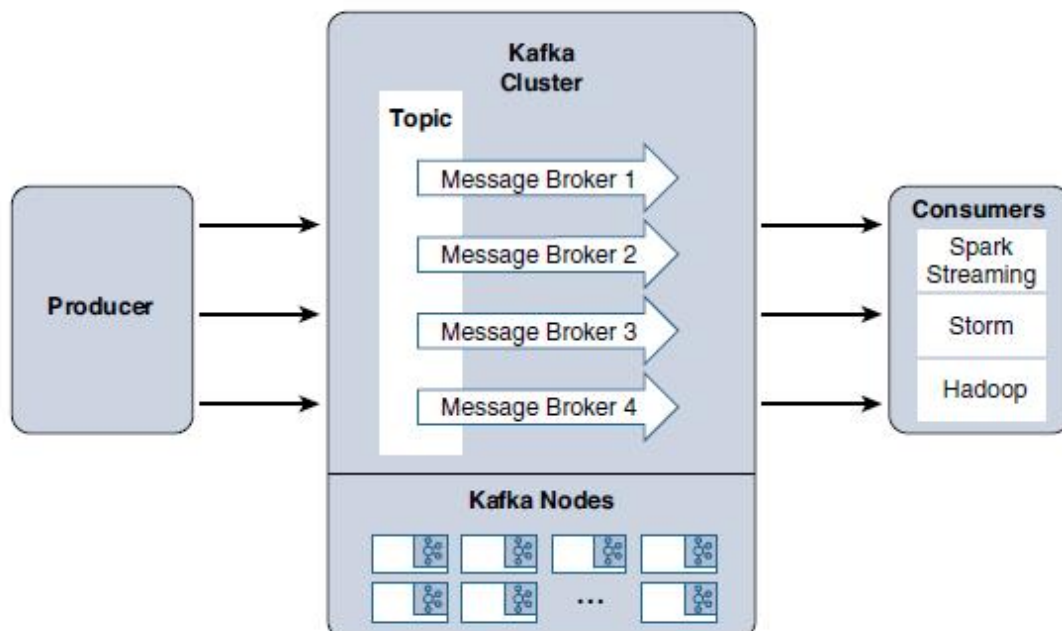 Kafka
Cluster
Topic
Message Broker 1
Message Broker 2
Message Broker 3
Message Broker 4
Producer
Consumers
Spark
Streaming
Storm
Hadoop
Kafka Nodes
...